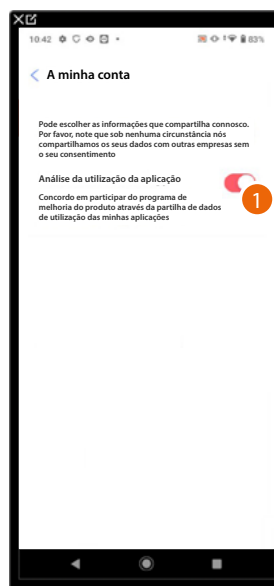 10:42
83%
A minha conta
Pode escolher as informações que compartilha connosco.
Por favor, note que sob nenhuma circunstância nós
compartilhamos os seus dados com outras empresas sem
o seu consentimento
Análise da utilização da aplicação
Concordo em participar do programa de
melhoria do produto através da partilha de dados
de utilização das minhas aplicações
1